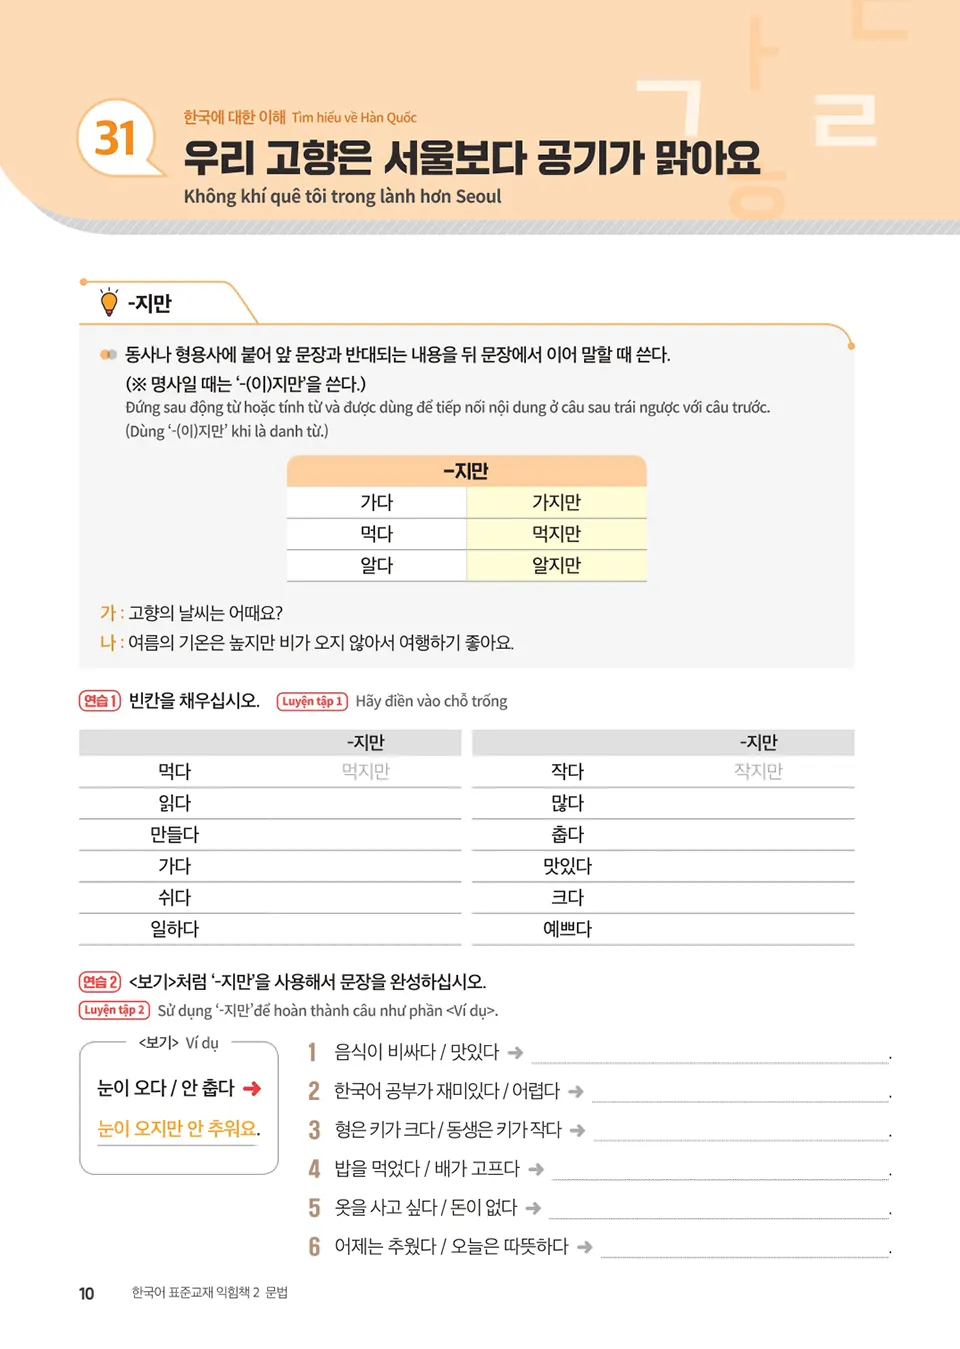 31
한국에 대한 이해 Tìm hiểu về Hàn Quốc
우리 고향은 서울보다 공기가 맑아요
Không khí quê tôi trong lành hơn Seoul
ㄱ ㅏ ㄴ ㄹ ㅎ
-지만
동사나 형용사에 붙어 앞 문장과 반대되는 내용을 뒤 문장에서 이어 말할 때 쓴다.
(※ 명사일 때는 ‘-(이)지만’을 쓴다.)
Đứng sau động từ hoặc tính từ và được dùng để tiếp nối nội dung ở câu sau trái ngược với câu trước.
(Dùng ‘-(이)지만’ khi là danh từ.)
–지만
가다 가지만
먹다 먹지만
알다 알지만
가 : 고향의 날씨는 어때요?
나 : 여름의 기온은 높지만 비가 오지 않아서 여행하기 좋아요.
연습 1 빈칸을 채우십시오. Luyện tập 1 Hãy điền vào chỗ trống
-지만 -지만
먹다 먹지만 작다 작지만
읽다 많다
만들다 춥다
가다 맛있다
쉬다 크다
일하다 예쁘다
연습 2 <보기>처럼 ‘-지만’을 사용해서 문장을 완성하십시오.
Luyện tập 2 Sử dụng ‘-지만’để hoàn thành câu như phần <Ví dụ>.
<보기> Ví dụ
눈이 오다 / 안 춥다 ➜
눈이 오지만 안 추워요.
1 음식이 비싸다 / 맛있다 ➜ .
2 한국어 공부가 재미있다 / 어렵다 ➜ .
3 형은 키가 크다 / 동생은 키가 작다 ➜ .
4 밥을 먹었다 / 배가 고프다 ➜ .
5 옷을 사고 싶다 / 돈이 없다 ➜ .
6 어제는 추웠다 / 오늘은 따뜻하다 ➜ .
10 한국어 표준교재 익힘책 2 문법